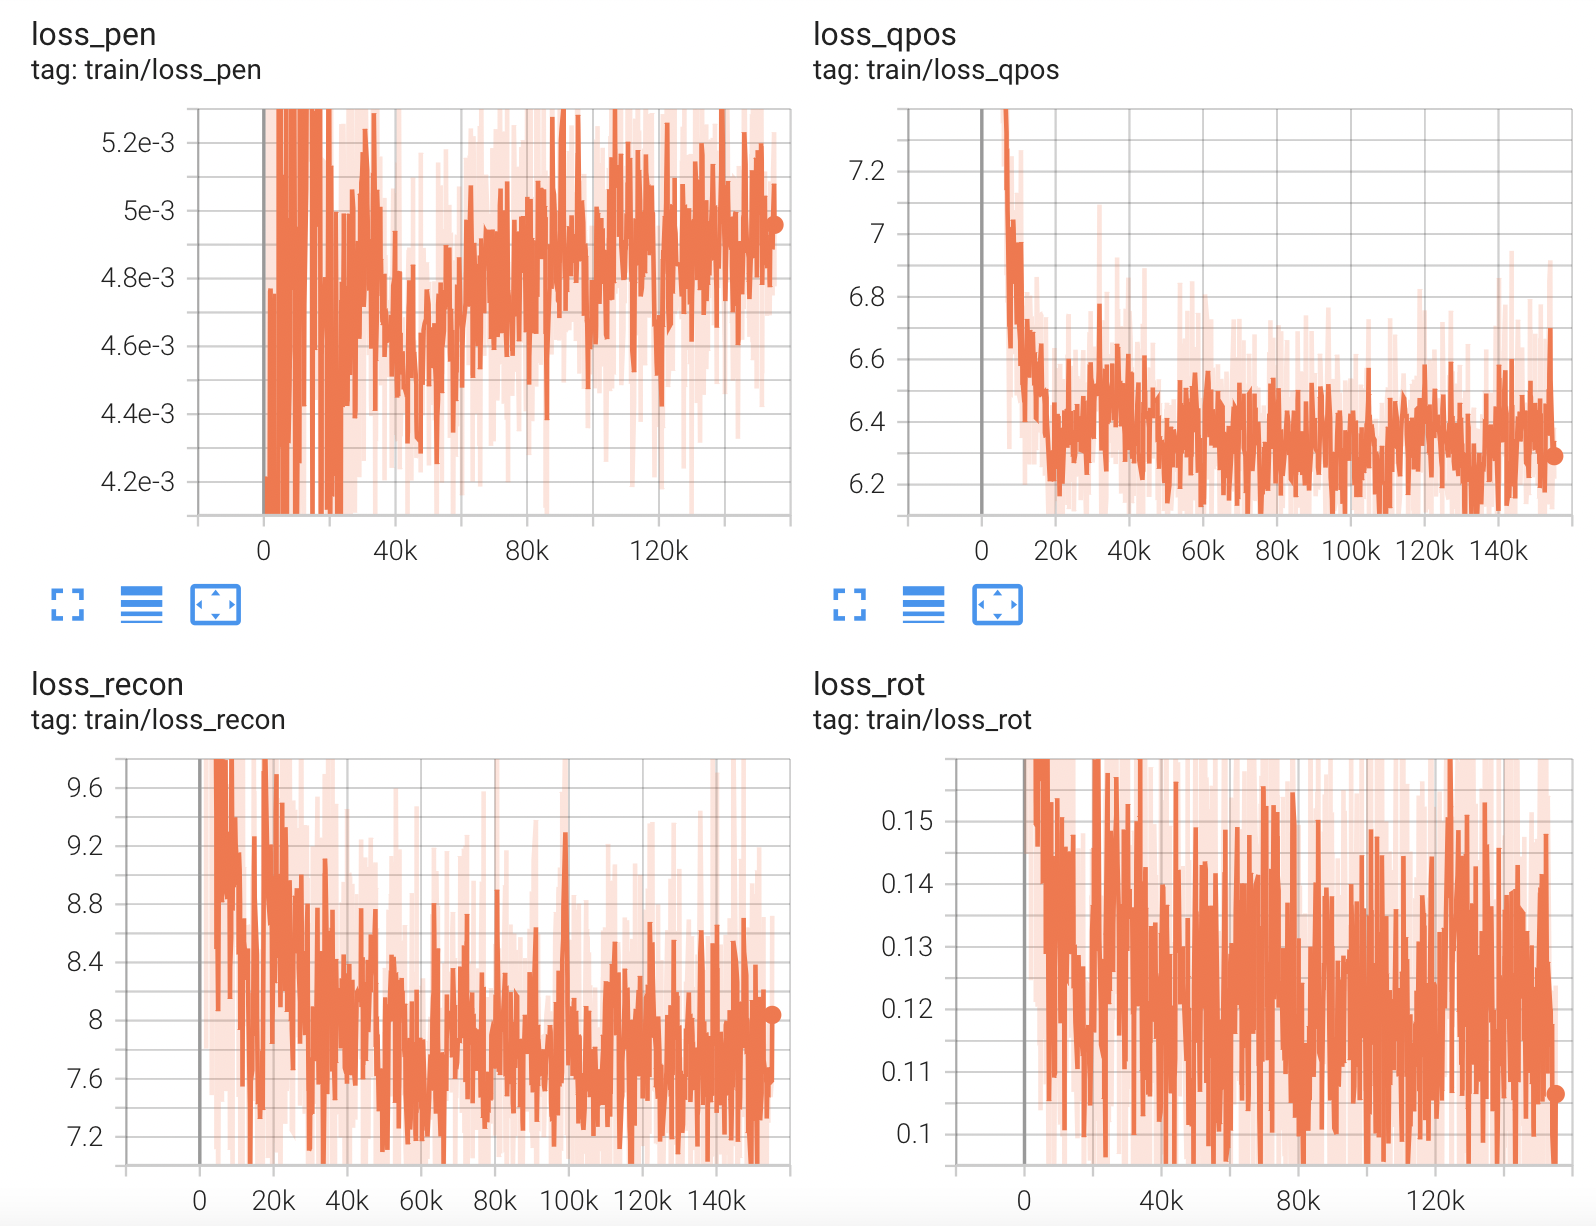 loss_pen
tag: train/loss_pen
5.2e-3
5e-3
4.8e-3
4.6e-3
4.4e-3
4.2e-3
0 40k 80k 120k
loss_qpos
tag: train/loss_qpos
7.2
7
6.8
6.6
6.4
6.2
0 20k 40k 60k 80k 100k 120k 140k
loss_recon
tag: train/loss_recon
9.6
9.2
8.8
8.4
8
7.6
7.2
0 20k 40k 60k 80k 100k 120k 140k
loss_rot
tag: train/loss_rot
0.15
0.14
0.13
0.12
0.11
0.1
0 40k 80k 120k